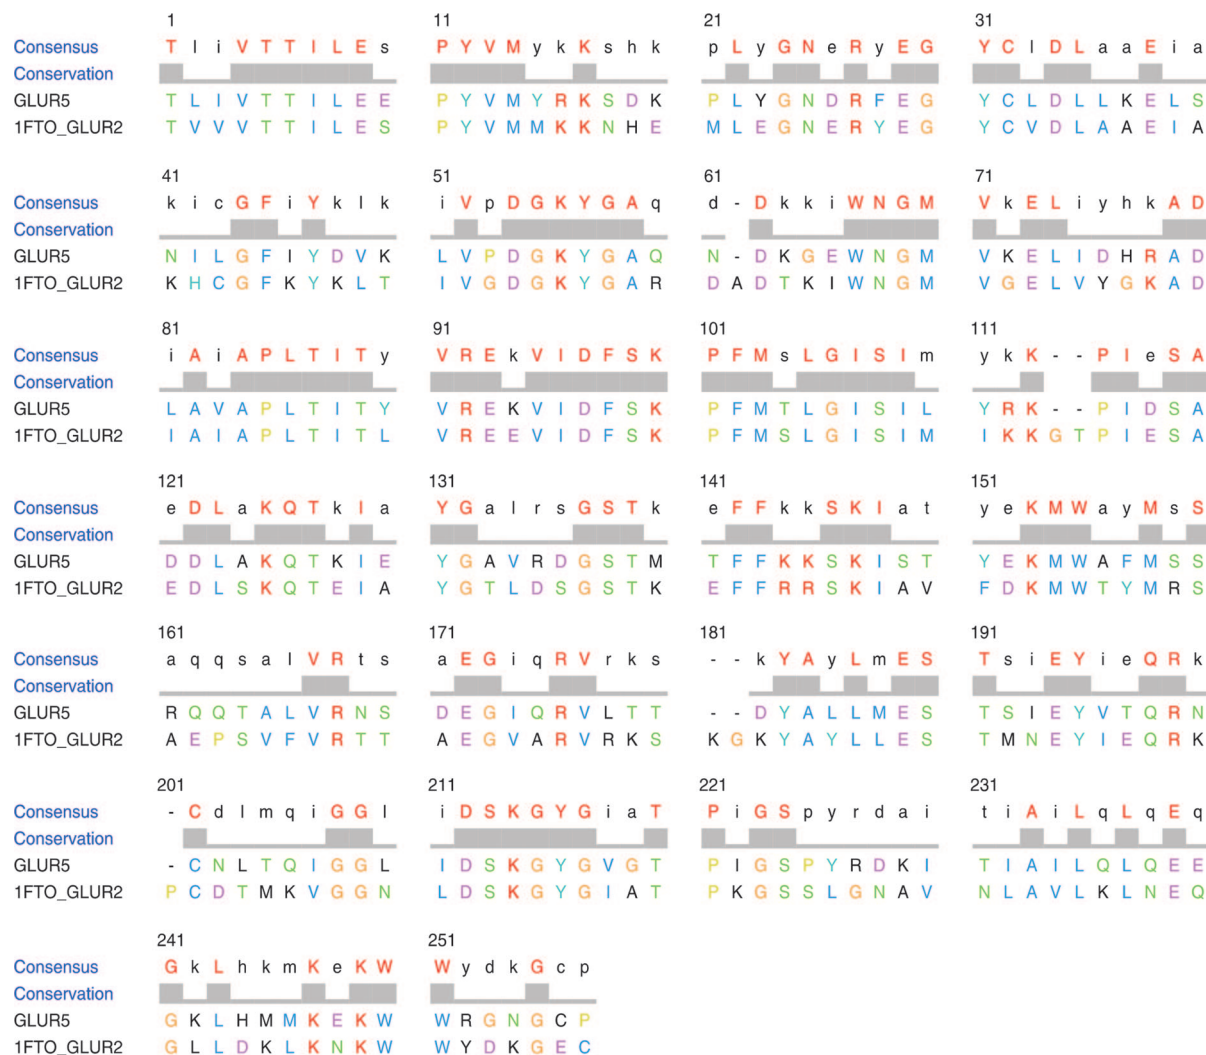 1 11 21 31
Consensus T l i V T T I L E s P Y V M y k K s h k p L y G N e R y E G Y C l D L a a E i a
Conservation
GLUR5 T L I V T T I L E E P Y V M Y R K S D K P L Y G N D R F E G Y C L D L L K E L S
1FTO_GLUR2 T V V V T T I L E S P Y V M M K K N H E M L E G N E R Y E G Y C V D L A A E I A
41 51 61 71
Consensus k i c G F i Y k l k i V p D G K Y G A q d - D k k i W N G M V k E L i y h k A D
Conservation
GLUR5 N I L G F I Y D V K L V P D G K Y G A Q N - D K G E W N G M V K E L I D H R A D
1FTO_GLUR2 K H C G F K Y K L T I V G D G K Y G A R D A D T K I W N G M V G E L V Y G K A D
81 91 101 111
Consensus i A i A P L T I T y V R E k V I D F S K P F M s L G I S I m y k K - - P I e S A
Conservation
GLUR5 L A V A P L T I T Y V R E K V I D F S K P F M T L G I S I L Y R K - - P I D S A
1FTO_GLUR2 I A I A P L T I T L V R E E V I D F S K P F M S L G I S I M I K K G T P I E S A
121 131 141 151
Consensus e D L a K Q T k I a Y G a l r s G S T k e F F k k S K I a t y e K M W a y M s S
Conservation
GLUR5 D D L A K Q T K I E Y G A V R D G S T M T F F K K S K I S T Y E K M W A F M S S
1FTO_GLUR2 E D L S K Q T E I A Y G T L D S G S T K E F F R R S K I A V F D K M W T Y M R S
161 171 181 191
Consensus a q q s a l V R t s a E G i q R V r k s - - k Y A y L m E S T s i E Y i e Q R k
Conservation
GLUR5 R Q Q T A L V R N S D E G I Q R V L T T - - D Y A L L M E S T S I E Y V T Q R N
1FTO_GLUR2 A E P S V F V R T T A E G V A R V R K S K G K Y A Y L L E S T M N E Y I E Q R K
201 211 221 231
Consensus - C d l m q i G G l i D S K G Y G i a T P i G S p y r d a i t i A i L q L q E q
Conservation
GLUR5 - C N L T Q I G G L I D S K G Y G V G T P I G S P Y R D K I T I A I L Q L Q E E
1FTO_GLUR2 P C D T M K V G G N L D S K G Y G I A T P K G S S L G N A V N L A V L K L N E Q
241 251
Consensus G k L h k m K e K W W y d k G c p
Conservation
GLUR5 G K L H M M K E K W W R G N G C P
1FTO_GLUR2 G L L D K L K N K W W Y D K G E C